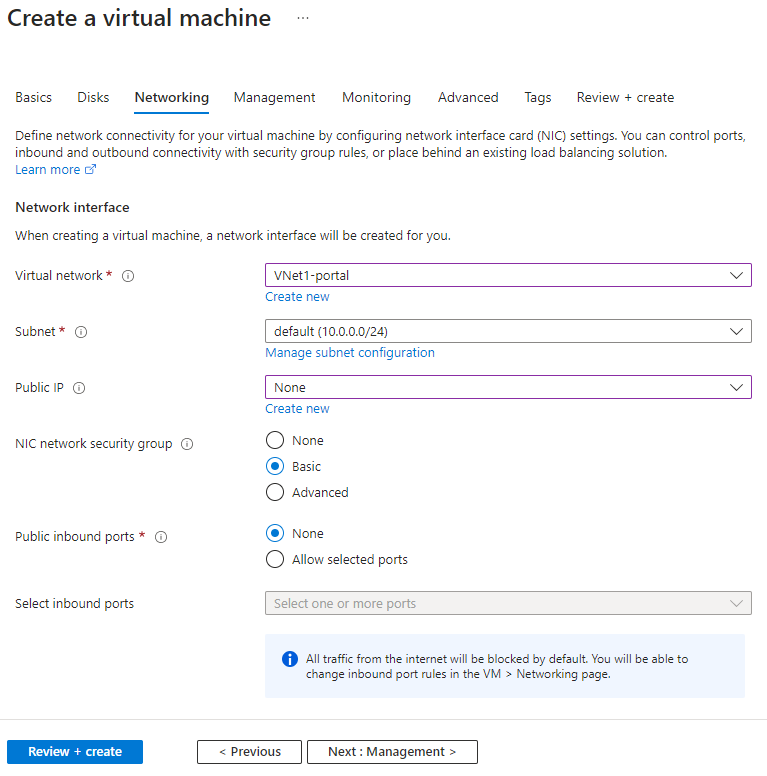 Create a virtual machine ...
Basics Disks Networking Management Monitoring Advanced Tags Review + create
Define network connectivity for your virtual machine by configuring network interface card (NIC) settings. You can control ports,
inbound and outbound connectivity with security group rules, or place behind an existing load balancing solution.
Learn more
Network interface
When creating a virtual machine, a network interface will be created for you.
Virtual network *
VNet1-portal
Create new
Subnet *
default (10.0.0.0/24)
Manage subnet configuration
Public IP
None
Create new
NIC network security group
None
Basic
Advanced
Public inbound ports *
None
Allow selected ports
Select inbound ports
Select one or more ports
All traffic from the internet will be blocked by default. You will be able to
change inbound port rules in the VM > Networking page.
Review + create
< Previous
Next : Management >